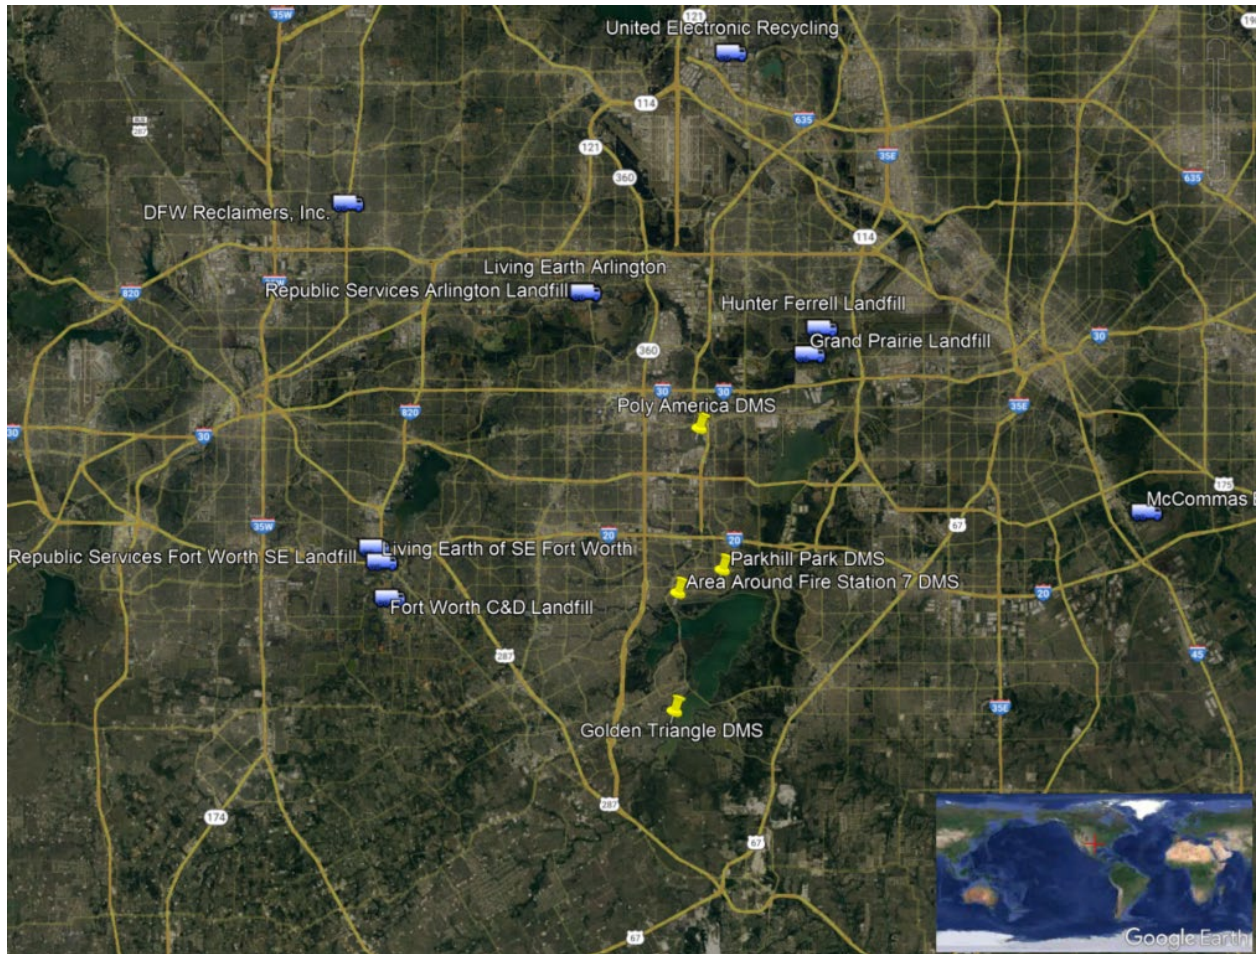 35W
121
190
United Electronic Recycling
114
635
287
121
35E
360
635
DFW Reclaimers, Inc.
114
Living Earth Arlington
820
Republic Services Arlington Landfill
Hunter Ferrell Landfill
30
Grand Prairie Landfill
360
30
30
Poly America DMS
35E
820
30
30
175
McCommas
67
35W
20
Republic Services Fort Worth SE Landfill
Living Earth of SE Fort Worth
20
Parkhill Park DMS
Area Around Fire Station 7 DMS
20
Fort Worth C&D Landfill
287
45
35E
Golden Triangle DMS
287
174
67
67
Google Earth